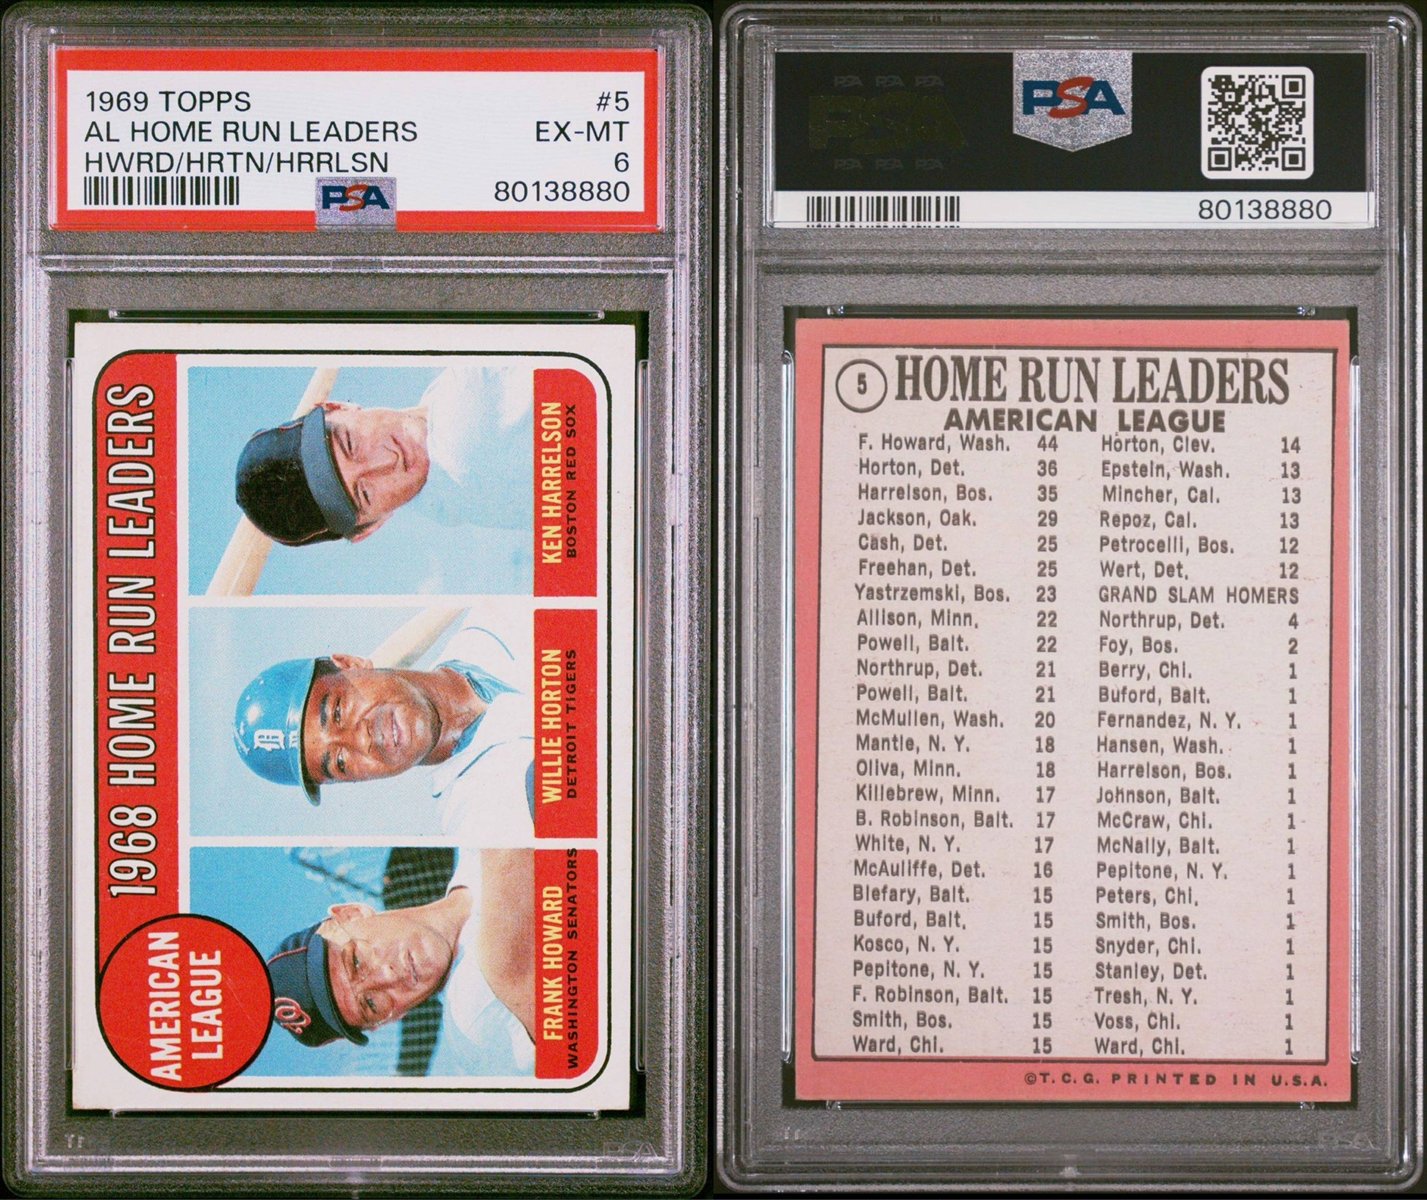 1969 TOPPS #5
AL HOME RUN LEADERS EX-MT
HWRD/HRTN/HRRLSN 6
PSA 80138880
1968 HOME RUN LEADERS
AMERICAN
LEAGUE
KEN HARRELSON
BOSTON RED SOX
WILLIE HORTON
DETROIT TIGERS
FRANK HOWARD
WASHINGTON SENATORS
PSA
PSA PSA PSA
PSA
PSA PSA PSA
PSA
80138880
5 HOME RUN LEADERS
AMERICAN LEAGUE
F. Howard, Wash. 44
Horton, Det. 36
Harrelson, Bos. 35
Jackson, Oak. 29
Cash, Det. 25
Freehan, Det. 25
Yastrzemski, Bos. 23
Allison, Minn. 22
Powell, Balt. 22
Northrup, Det. 21
Powell, Balt. 21
McMullen, Wash. 20
Mantle, N. Y. 18
Oliva, Minn. 18
Killebrew, Minn. 17
B. Robinson, Balt. 17
White, N. Y. 17
McAuliffe, Det. 16
Blefary, Balt. 15
Buford, Balt. 15
Kosco, N. Y. 15
Pepitone, N. Y. 15
F. Robinson, Balt. 15
Smith, Bos. 15
Ward, Chi. 15
Horton, Clev. 14
Epstein, Wash. 13
Mincher, Cal. 13
Repoz, Cal. 13
Petrocelli, Bos. 12
Wert, Det. 12
GRAND SLAM HOMERS
Northrup, Det. 4
Foy, Bos. 2
Berry, Chi. 1
Buford, Balt. 1
Fernandez, N. Y. 1
Hansen, Wash. 1
Harrelson, Bos. 1
Johnson, Balt. 1
McCraw, Chi. 1
McNally, Balt. 1
Pepitone, N. Y. 1
Peters, Chi. 1
Smith, Bos. 1
Snyder, Chi. 1
Stanley, Det. 1
Tresh, N. Y. 1
Voss, Chi. 1
Ward, Chi. 1
©T. C. G. PRINTED IN U.S.A.